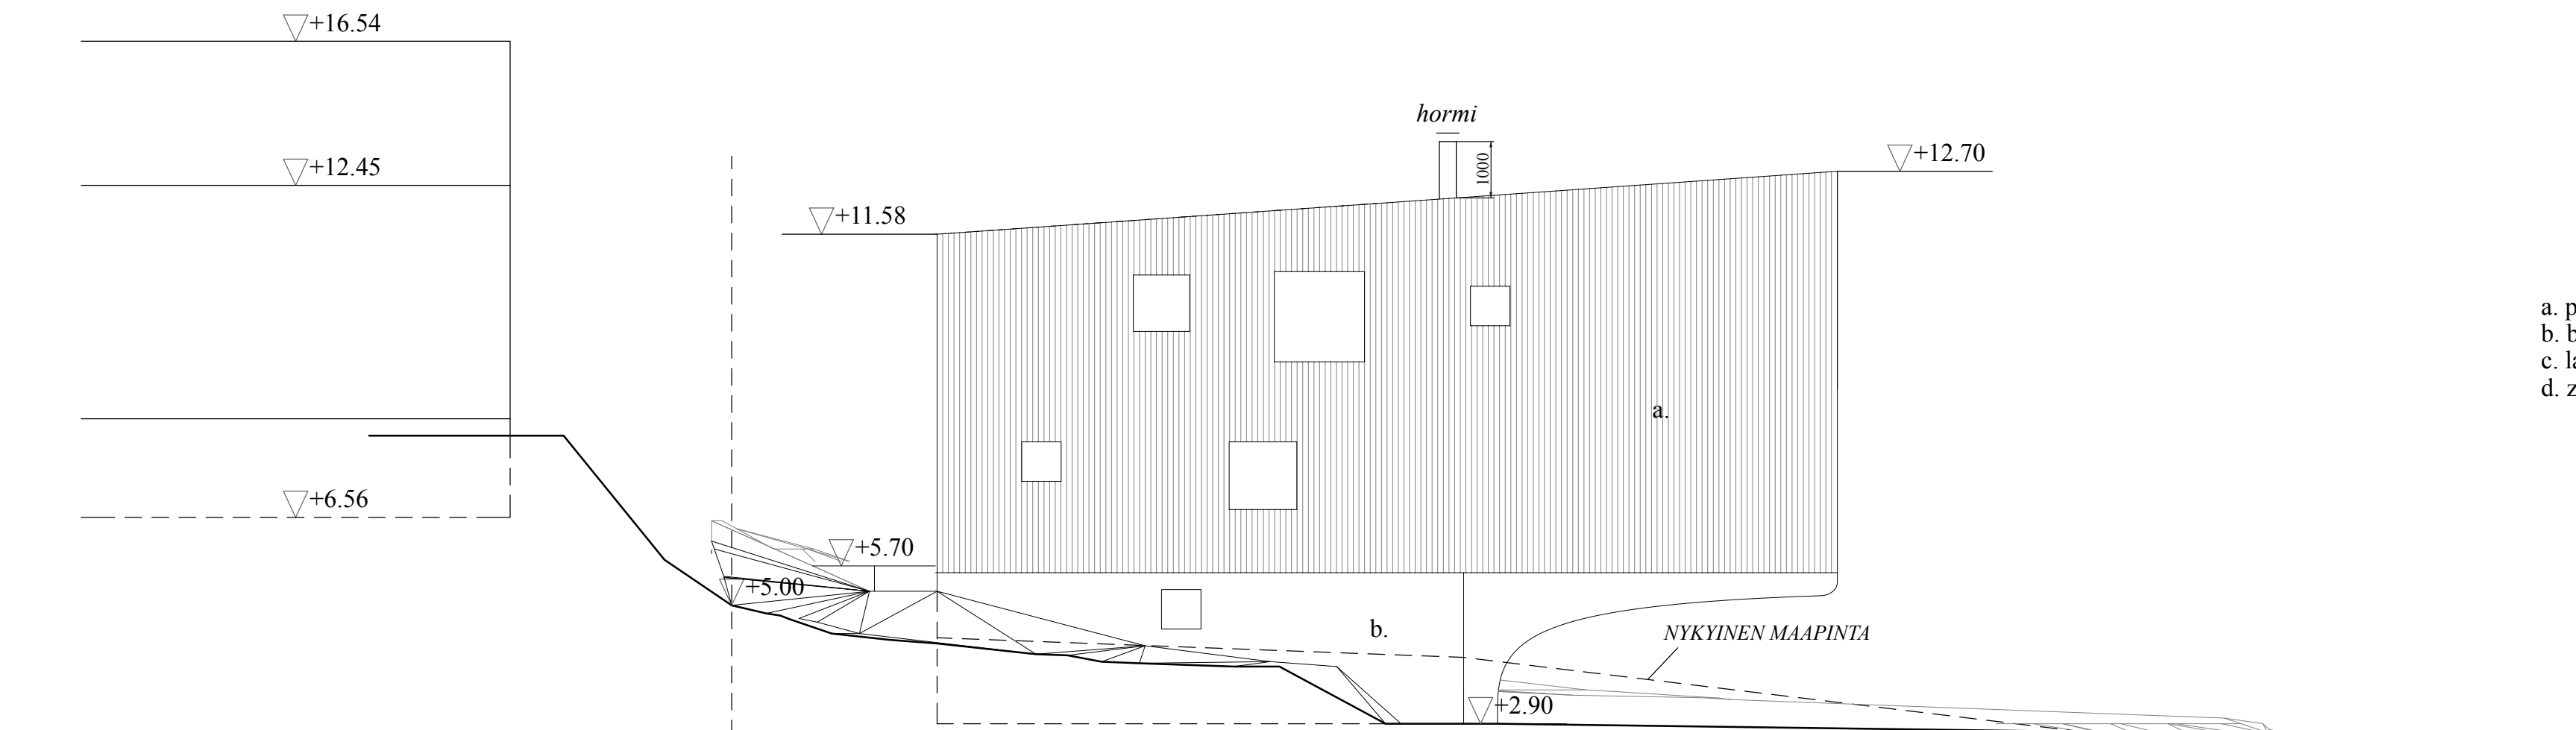 +16.54
hormi
+12.45
+12.70
1000
+11.58
a. p
b. b
c. la
d. z
a.
+6.56
+5.70
+5.00
b.
NYKYINEN MAAPINTA
+2.90